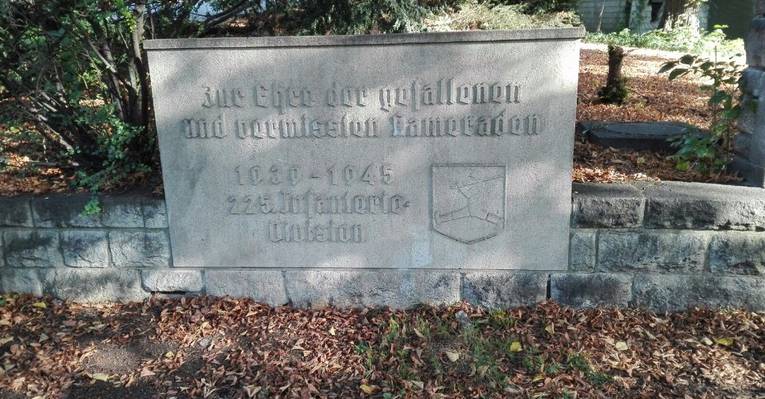 Zur Ehre der gefallenen
und vermissten Kameraden
1939-1945
225.Infanterie-
Division